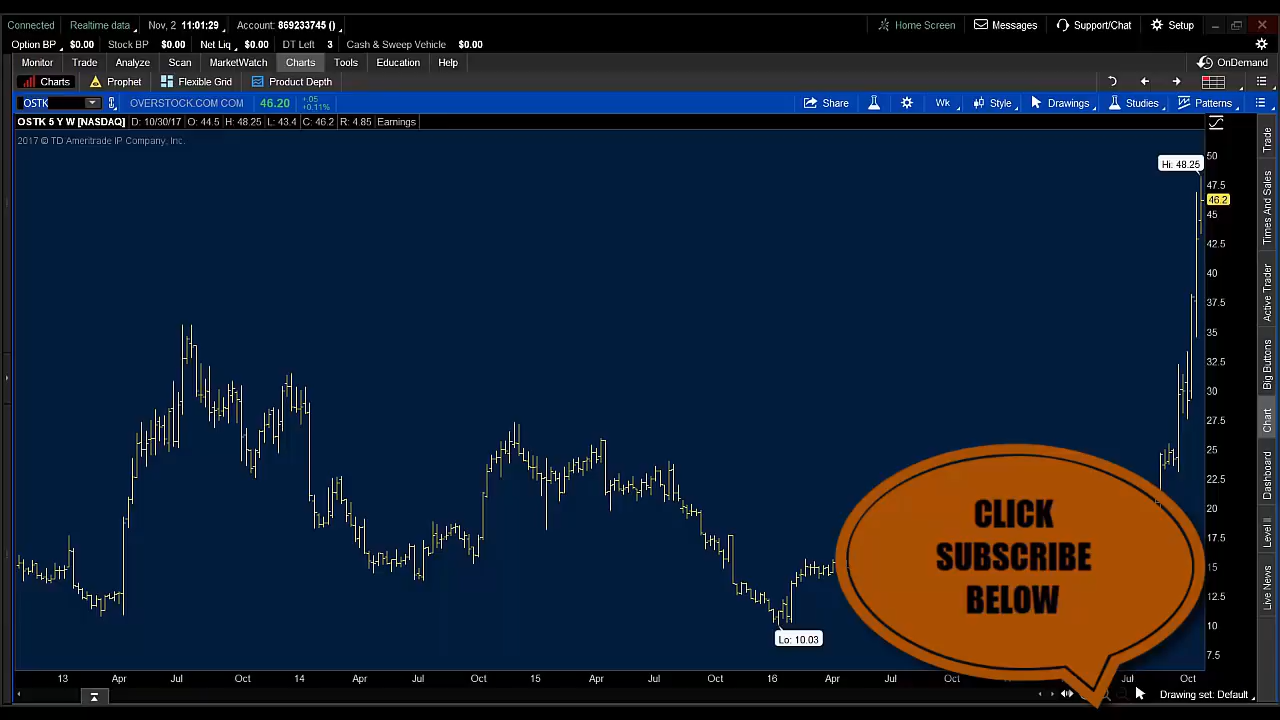 Connected Realtime data Nov, 2 11:01:29 Account: 869233745 () Home Screen Messages Support/Chat Setup
Option BP $0.00 Stock BP $0.00 Net Liq $0.00 DT Left 3 Cash & Sweep Vehicle $0.00
Monitor Trade Analyze Scan MarketWatch Charts Tools Education Help OnDemand
Charts Prophet Flexible Grid Product Depth
OSTK OVERSTOCK.COM COM 46.20 +.05 +0.11% Share Wk Style Drawings Studies Patterns
OSTK 5 Y W [NASDAQ] D: 10/30/17 O: 44.5 H: 48.25 L: 43.4 C: 46.2 R: 4.85 Earnings
2017 © TD Ameritrade IP Company, Inc.
Hi: 48.25
50
47.5
46.2
45
42.5
40
37.5
35
32.5
30
27.5
25
22.5
20
17.5
15
12.5
10
7.5
CLICK
SUBSCRIBE
BELOW
Lo: 10.03
13 Apr Jul Oct 14 Apr Jul Oct 15 Apr Jul Oct 16 Apr Jul Oct
Drawing set: Default
Trade
Times And Sales
Active Trader
Big Buttons
Chart
Dashboard
Level II
Live News